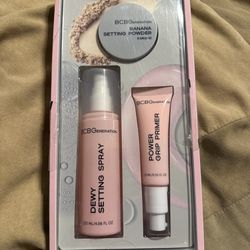 BCBGENERATION
BANANA
SETTING POWDER
BCBGENERATION
DEWY
SETTING SPRAY
BCBGENERATION
POWER
GRIP PRIMER